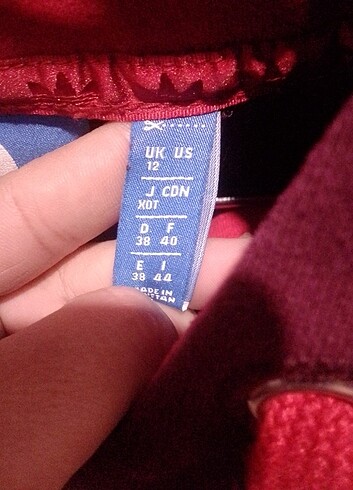 UK US
12
J CDN
XOT
D F
38 40
E I
38 44
MADE IN